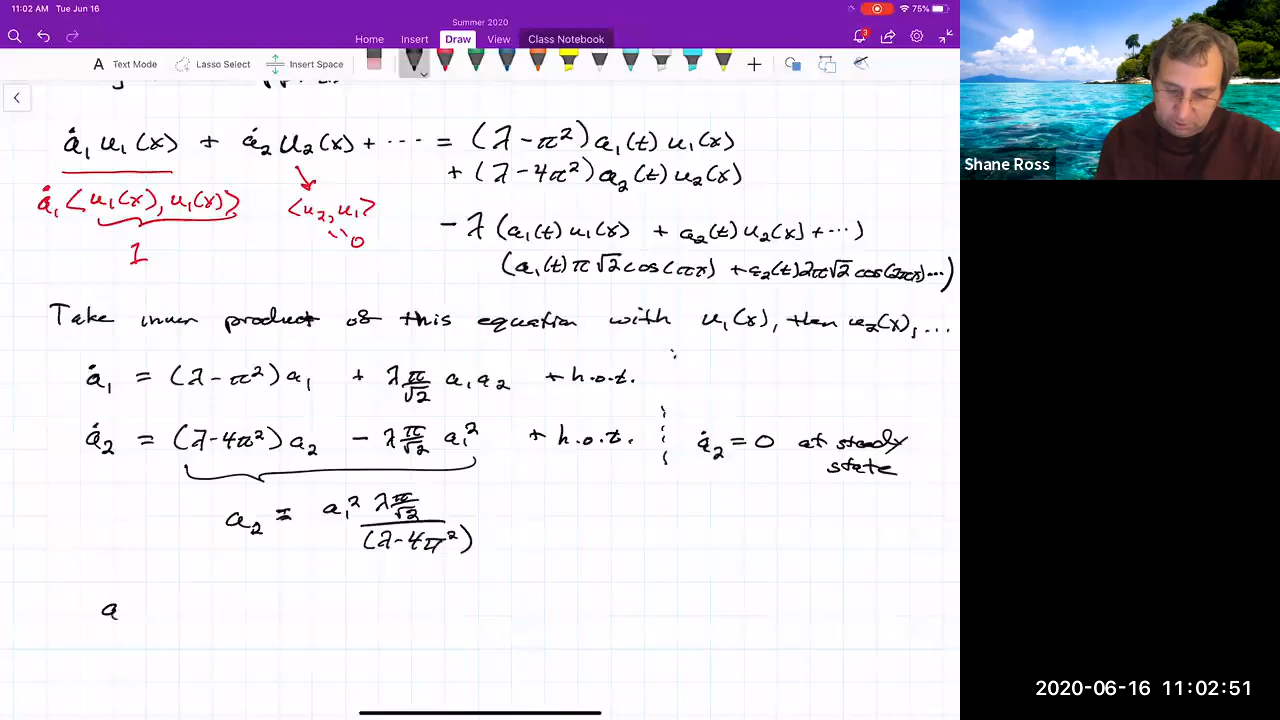 11:02 AM Tue Jun 16
75%
Summer 2020
Home Insert Draw View Class Notebook
3
A Text Mode Lasso Select Insert Space
ȧ₁ u₁(x) + ȧ₂ u₂(x) + ··· = (λ-π²) a₁(t) u₁(x)
+ (λ-4π²) a₂(t) u₂(x)
ȧ₁ <u₁(x), u₁(x)>
1
<u₂, u₁>
0
- λ (a₁(t) u₁(x) + a₂(t) u₂(x) + ···)
(a₁(t) π √2 cos(πx) + a₂(t) 2π√2 cos(2πx) ···)
Take inner product of this equation with u₁(x), then u₂(x), ...
ȧ₁ = (λ-π²) a₁ + λ π/√2 a₁ a₂ + h.o.t.
ȧ₂ = (λ-4π²) a₂ - λ π/√2 a₁² + h.o.t.
ȧ₂ = 0 at steady
state
a₂ = a₁² λ π/√2 / (λ-4π²)
a
Shane Ross
2020-06-16 11:02:51